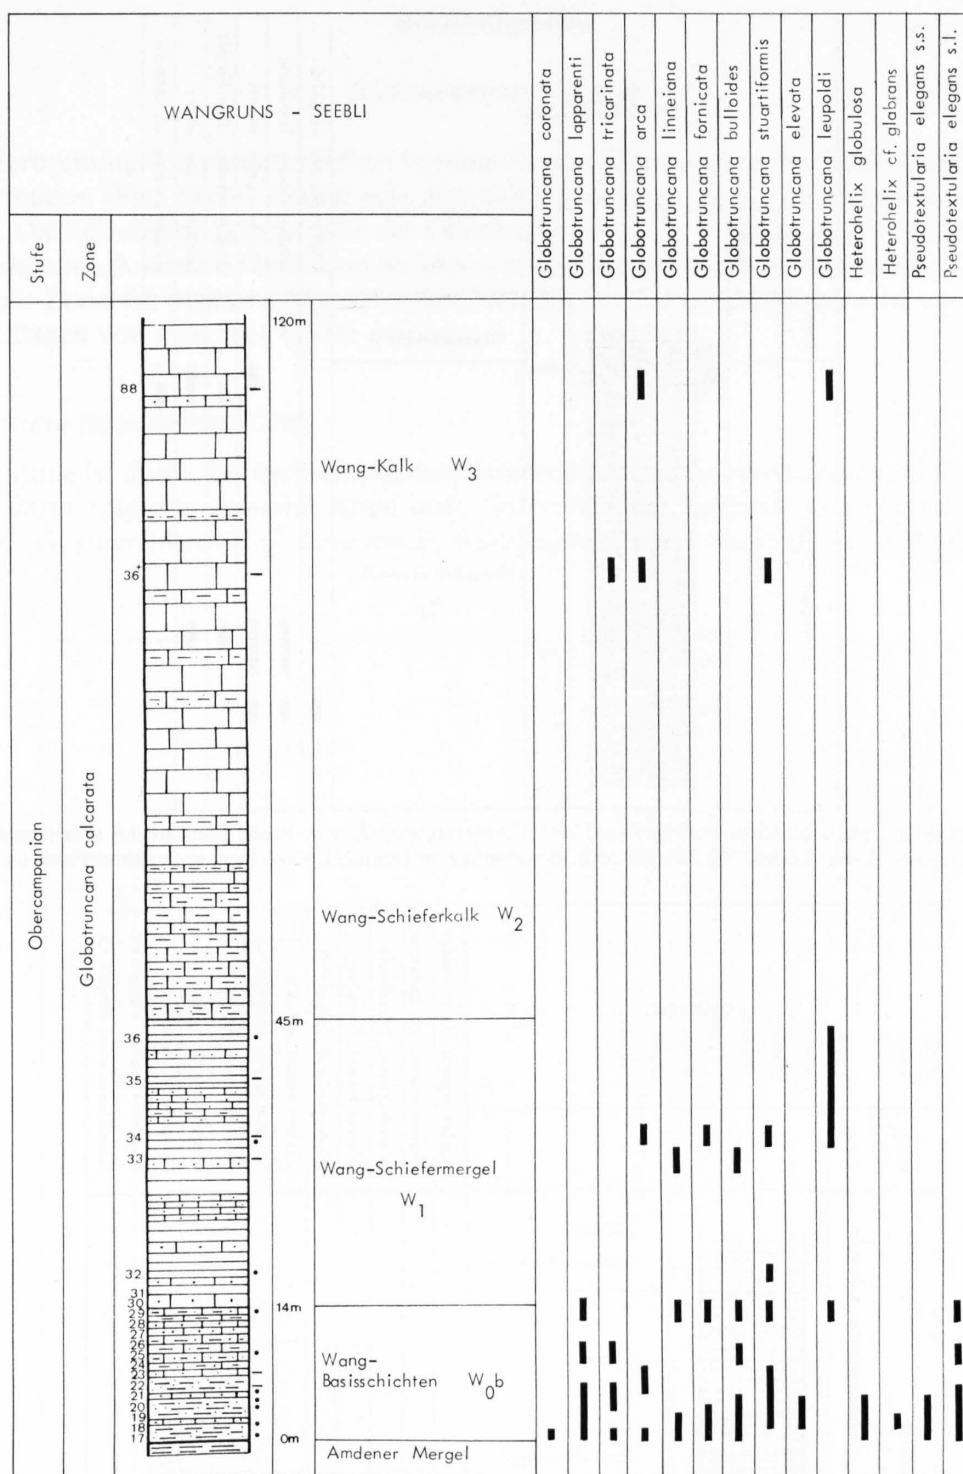 WANGRUNS - SEEBLI
Stufe
Zone
Globotruncana coronata
Globotruncana lapparenti
Globotruncana tricarinata
Globotruncana arca
Globotruncana linneiana
Globotruncana fornicata
Globotruncana bulloides
Globotruncana stuartiformis
Globotruncana elevata
Globotruncana leupoldi
Heterohelix globulosa
Heterohelix cf. glabrans
Pseudotextularia elegans s.s.
Pseudotextularia elegans s.l.
Obercampanian
Globotruncana calcarata
120m
88
Wang-Kalk W3
36'
Wang-Schieferkalk W2
45m
36
35
34
33
Wang-Schiefermergel
W1
32
31
30
14m
29
28
27
26
25
24
23
22
21
20
19
18
17
Wang-
Basisschichten W0b
0m
Amdener Mergel